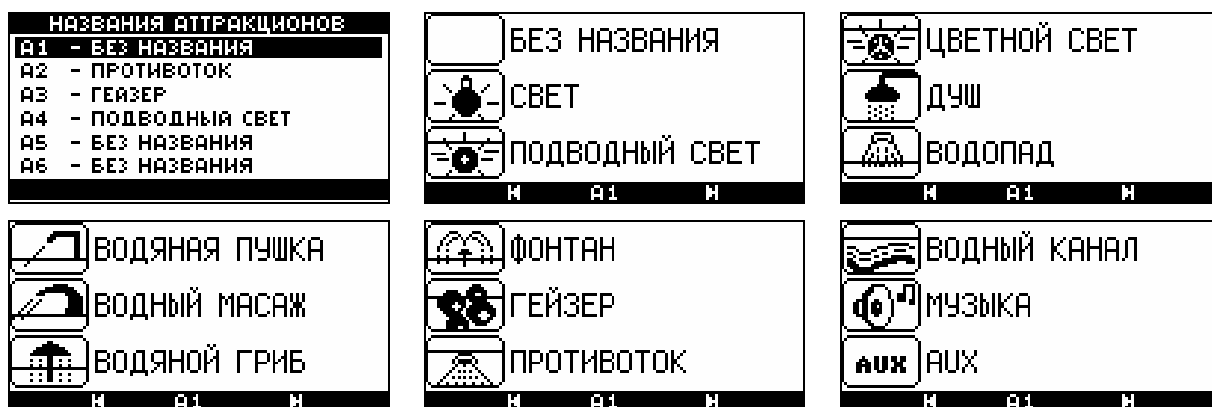 НАЗВАНИЯ АТТРАКЦИОНОВ
А1 - БЕЗ НАЗВАНИЯ
А2 - ПРОТИВОТОК
А3 - ГЕЙЗЕР
А4 - ПОДВОДНЫЙ СВЕТ
А5 - БЕЗ НАЗВАНИЯ
А6 - БЕЗ НАЗВАНИЯ
БЕЗ НАЗВАНИЯ
СВЕТ
ПОДВОДНЫЙ СВЕТ
А1
ЦВЕТНОЙ СВЕТ
ДУШ
ВОДОПАД
А1
ВОДЯНАЯ ПУШКА
ВОДНЫЙ МАСАЖ
ВОДЯНОЙ ГРИБ
А1
ФОНТАН
ГЕЙЗЕР
ПРОТИВОТОК
А1
ВОДНЫЙ КАНАЛ
МУЗЫКА
AUX AUX
А1